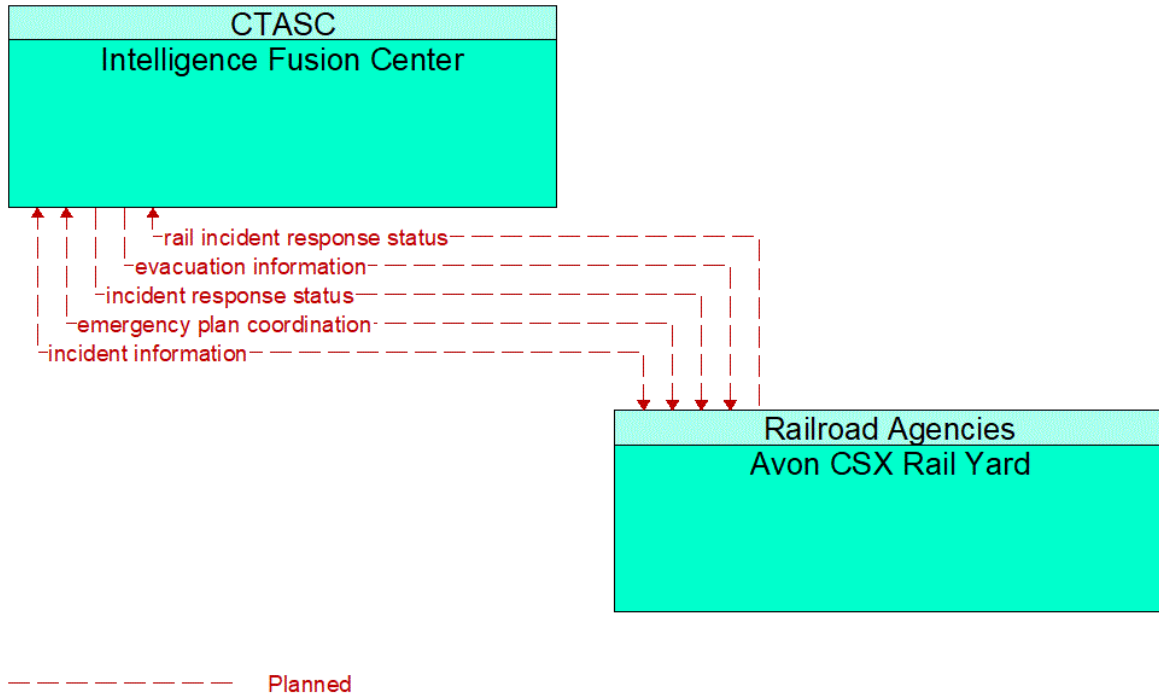 CTASC
Intelligence Fusion Center
rail incident response status
evacuation information
incident response status
emergency plan coordination
incident information
Railroad Agencies
Avon CSX Rail Yard
Planned